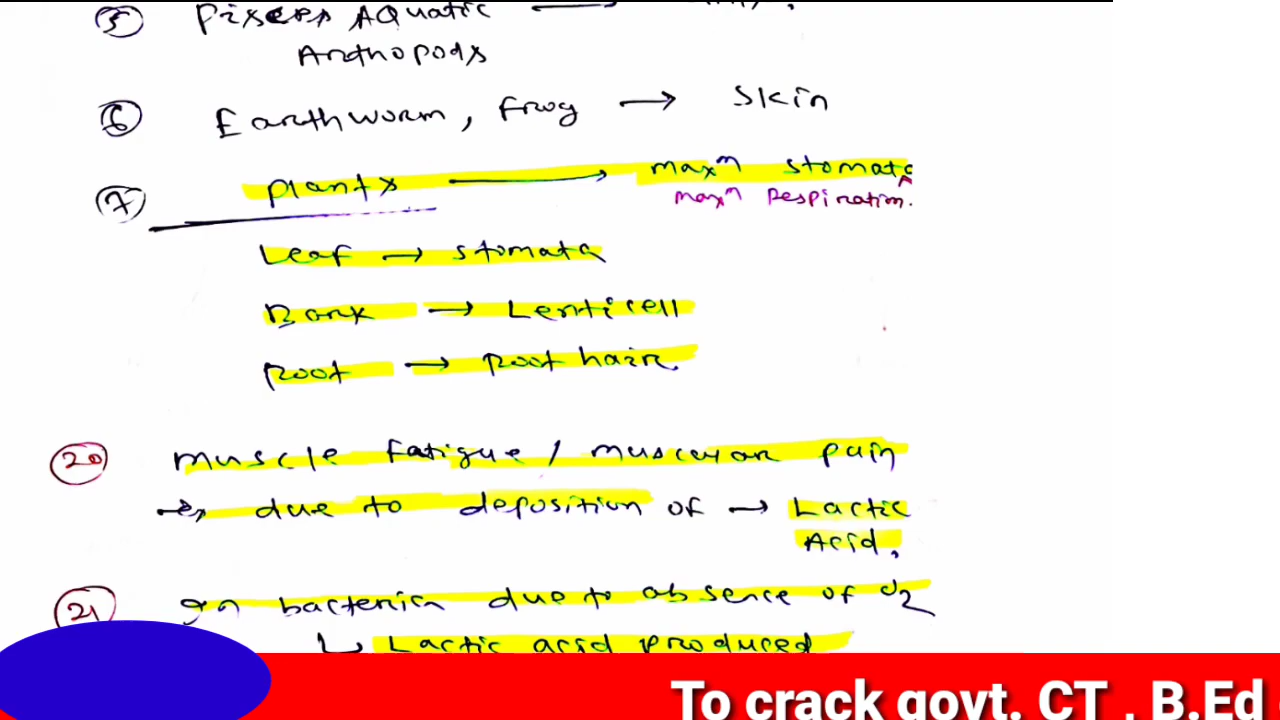 ⑤ Pisces, Aquatic →
Arthopods
⑥ Earthworm, Frog → Skin
⑦ Plants → maxᵐ stomata
maxᵐ Respiration.
Leaf → stomata
Bark → Lenticell
Root → Root hair
⑳ muscle fatigue / muscular pain
→ due to deposition of → Lactic
Acid,
㉑ In bacteria due to absence of O2
↳ Lactic acid produced
To crack govt. CT , B.Ed